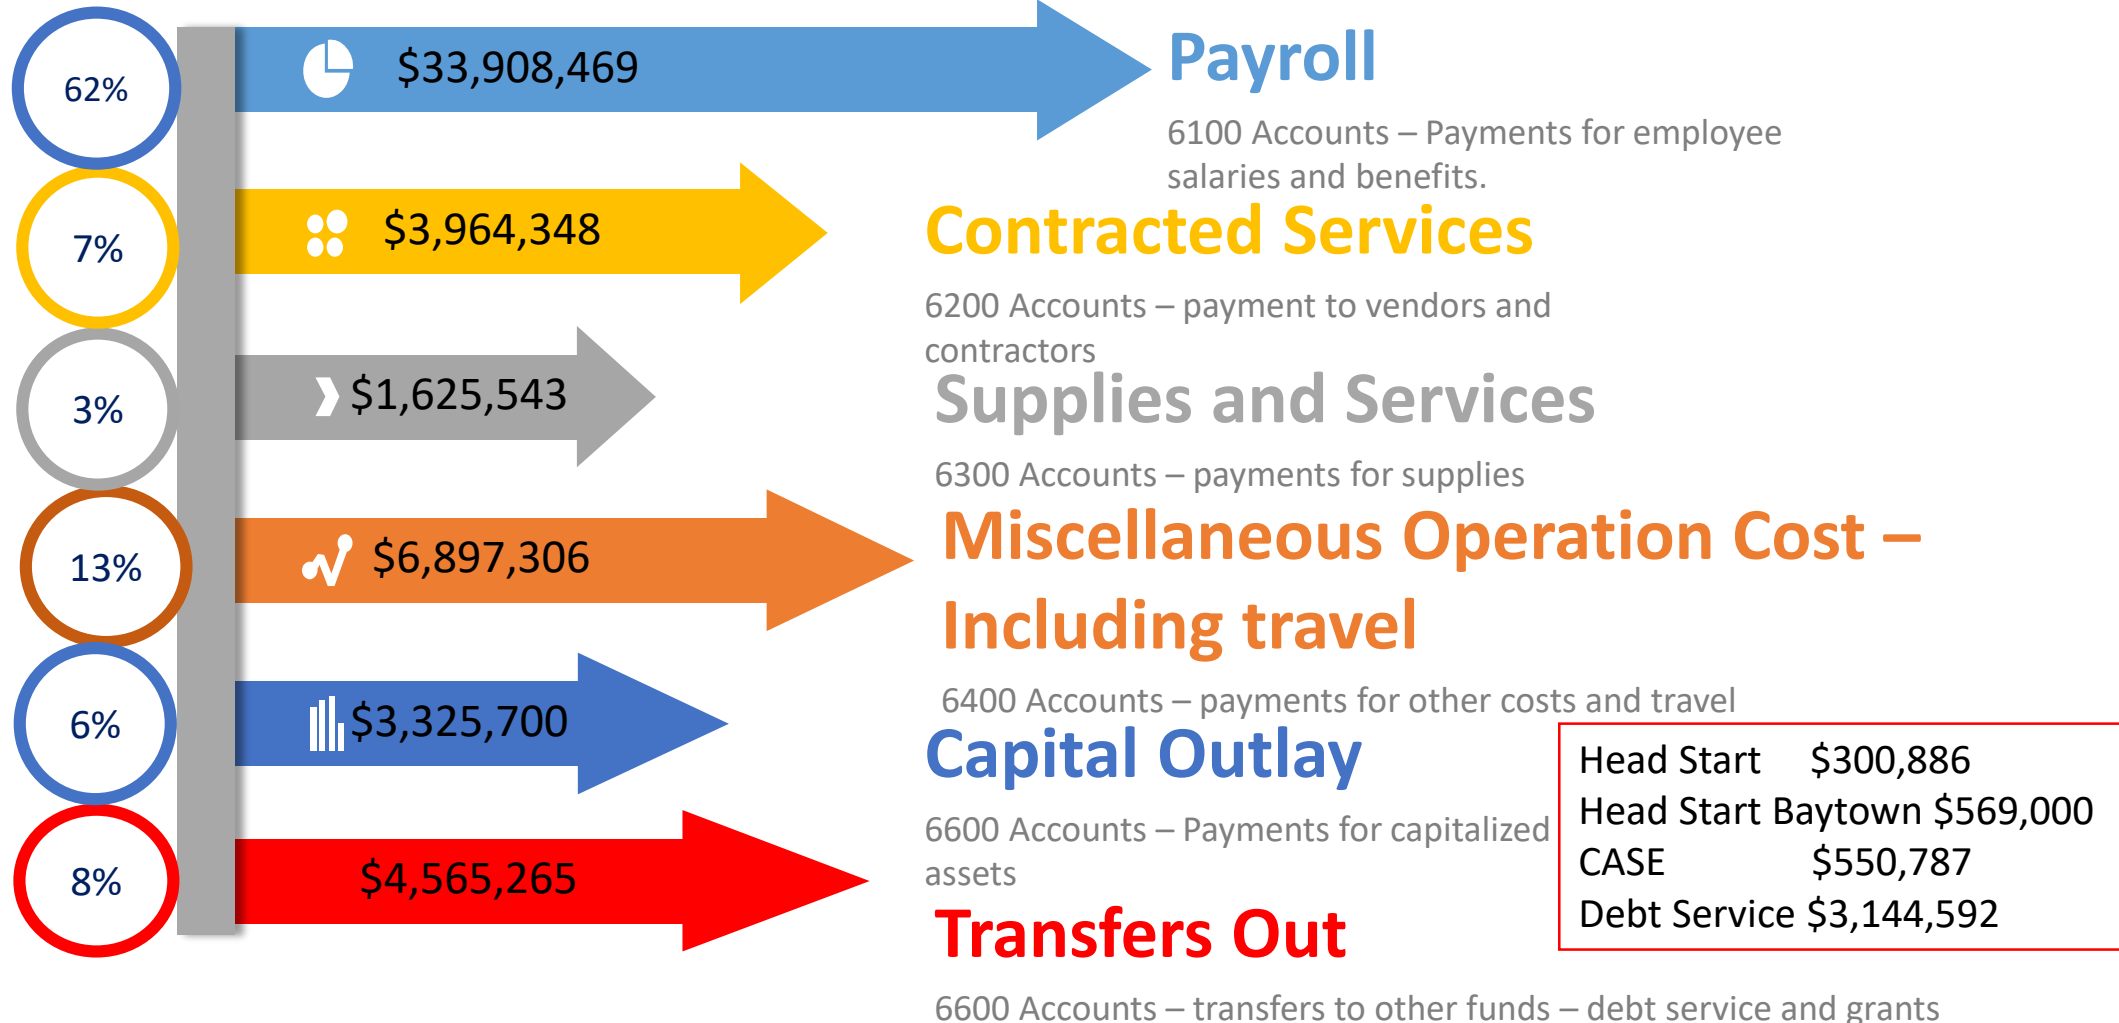 62%
$33,908,469
Payroll
6100 Accounts – Payments for employee
salaries and benefits.
7%
$3,964,348
Contracted Services
6200 Accounts – payment to vendors and
contractors
3%
$1,625,543
Supplies and Services
6300 Accounts – payments for supplies
13%
$6,897,306
Miscellaneous Operation Cost –
Including travel
6400 Accounts – payments for other costs and travel
6%
$3,325,700
Capital Outlay
6600 Accounts – Payments for capitalized
assets
8%
$4,565,265
Transfers Out
6600 Accounts – transfers to other funds – debt service and grants
Head Start $300,886
Head Start Baytown $569,000
CASE $550,787
Debt Service $3,144,592